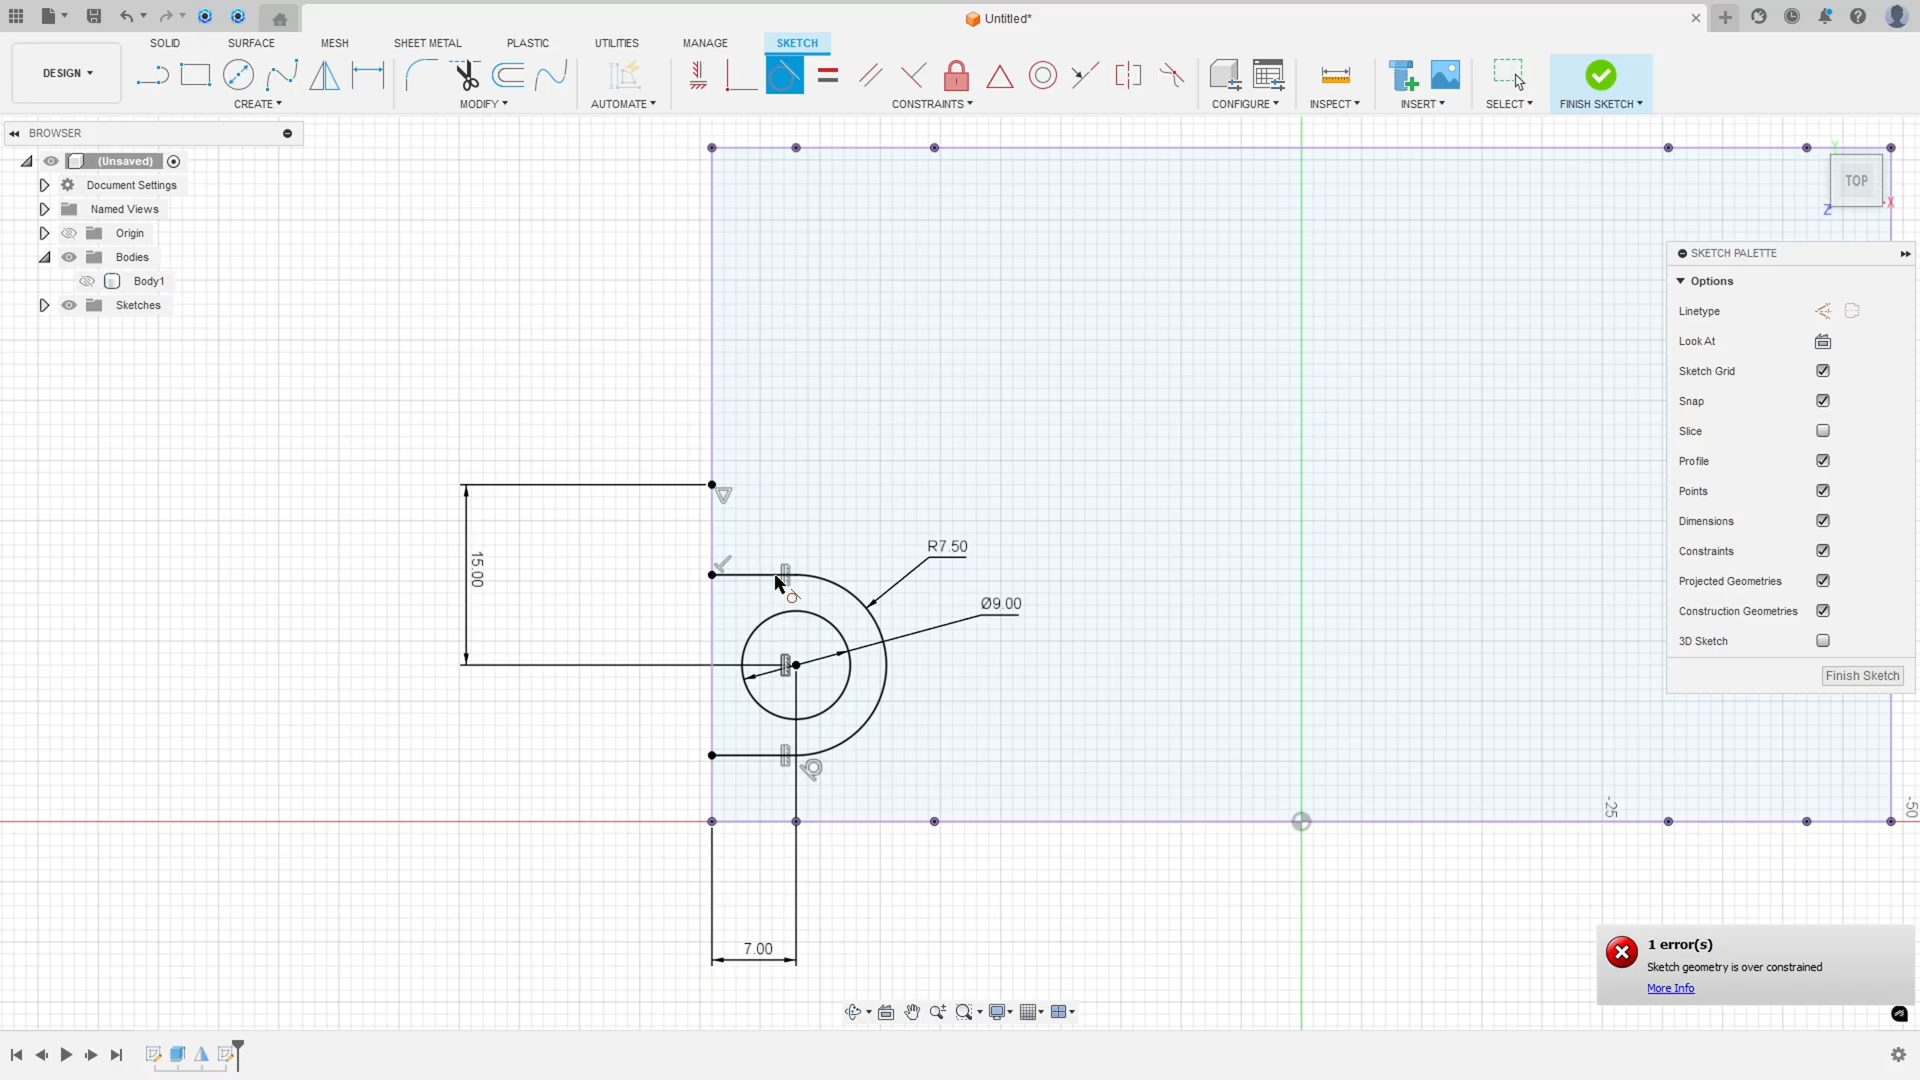 Untitled*
SOLID SURFACE MESH SHEET METAL PLASTIC UTILITIES MANAGE SKETCH
DESIGN ▾
CREATE ▾ MODIFY ▾ AUTOMATE ▾ CONSTRAINTS ▾ CONFIGURE ▾ INSPECT ▾ INSERT ▾ SELECT ▾ FINISH SKETCH ▾
BROWSER
(Unsaved)
Document Settings
Named Views
Origin
Bodies
Body1
Sketches
Y
TOP
X
Z
SKETCH PALETTE
Options
Linetype
Look At
Sketch Grid
Snap
Slice
Profile
Points
Dimensions
Constraints
Projected Geometries
Construction Geometries
3D Sketch
Finish Sketch
15.00
R7.50
Ø9.00
7.00
-25
-50
1 error(s)
Sketch geometry is over constrained
More Info